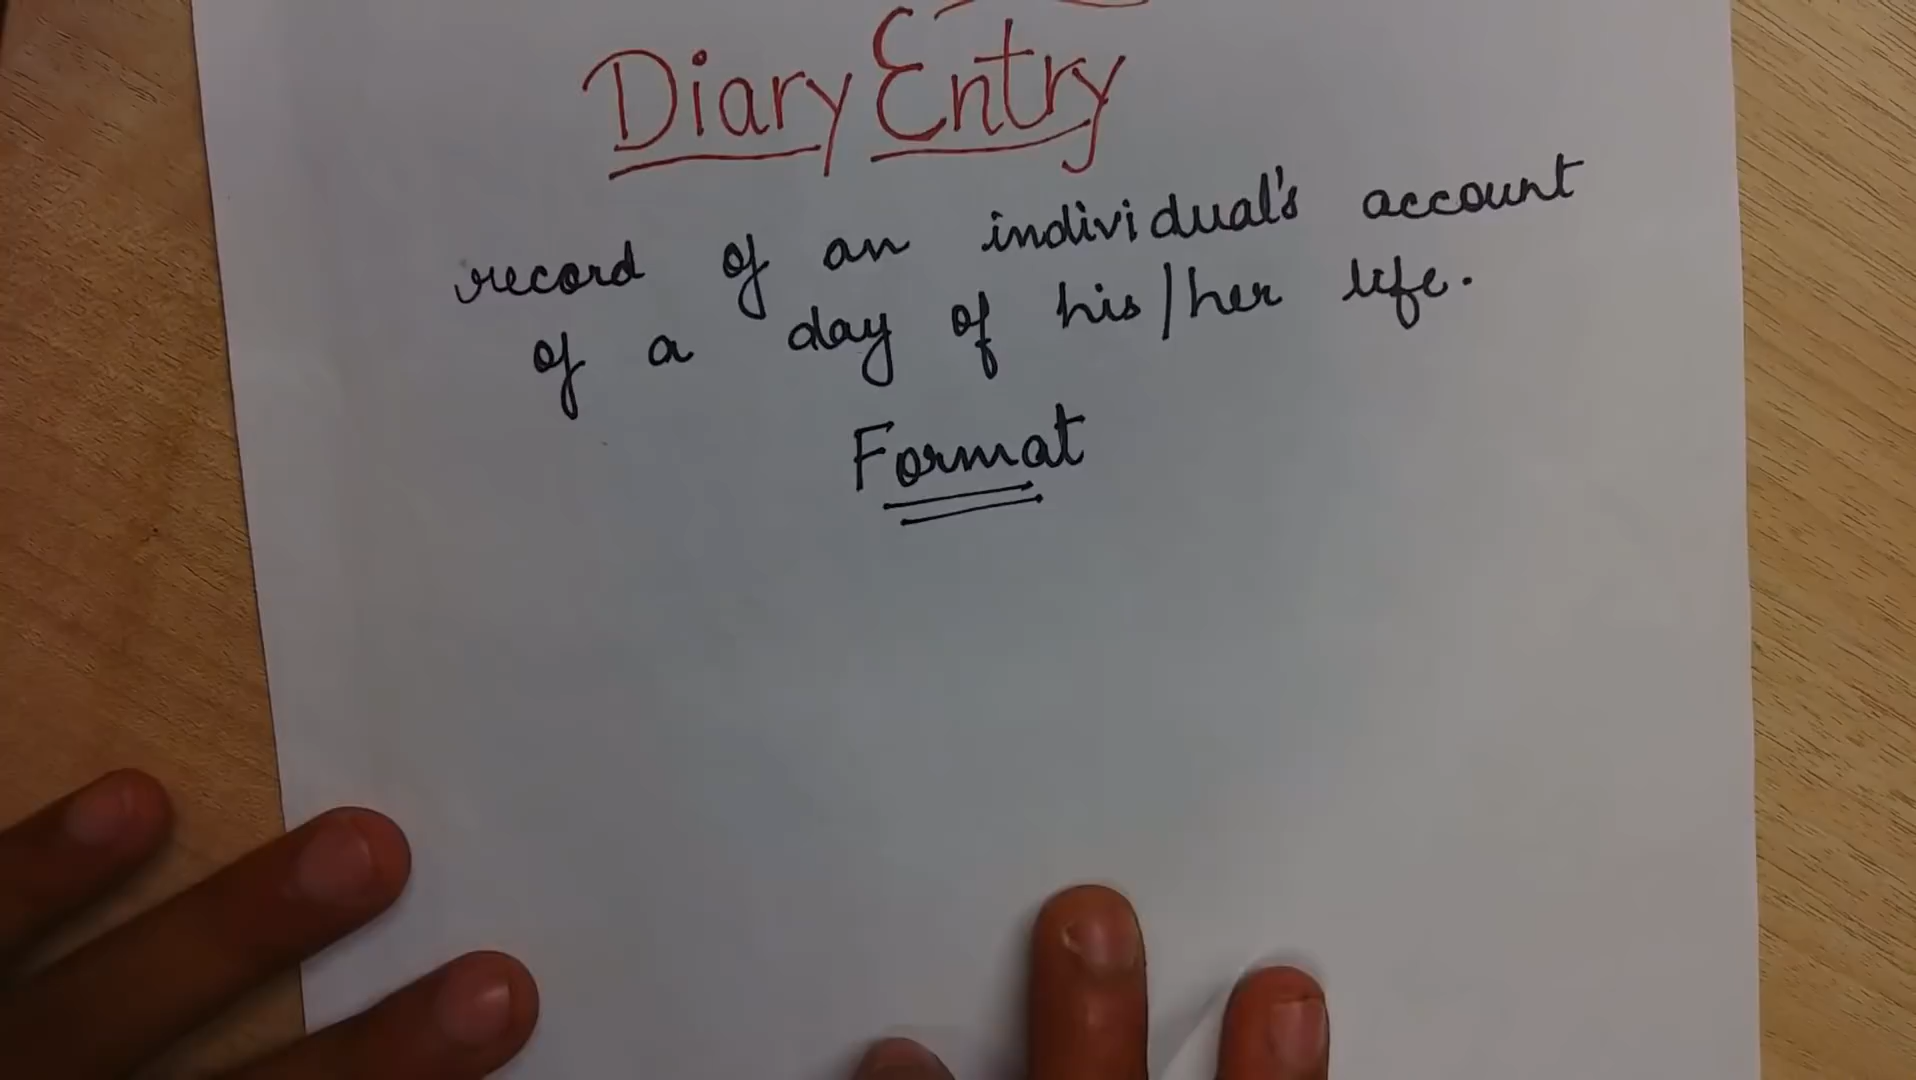 Diary Entry
record of an individual's account
of a day of his/her life.
Format